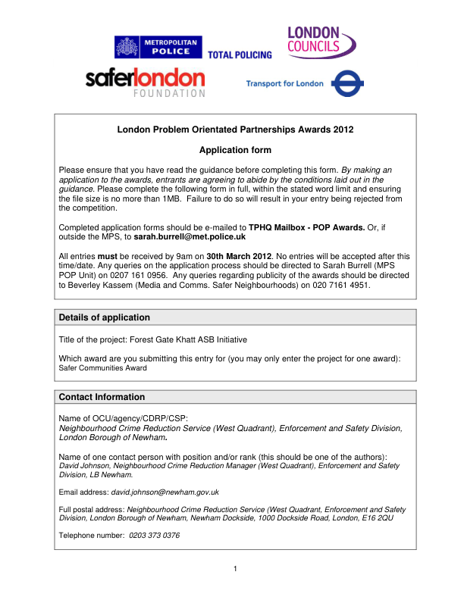 METROPOLITAN
POLICE
TOTAL POLICING
LONDON
COUNCILS
saferlondon
FOUNDATION
Transport for London
London Problem Orientated Partnerships Awards 2012
Application form
Please ensure that you have read the guidance before completing this form. By making an
application to the awards, entrants are agreeing to abide by the conditions laid out in the
guidance. Please complete the following form in full, within the stated word limit and ensuring
the file size is no more than 1MB. Failure to do so will result in your entry being rejected from
the competition.
Completed application forms should be e-mailed to TPHQ Mailbox - POP Awards. Or, if
outside the MPS, to sarah.burrell@met.police.uk
All entries must be received by 9am on 30th March 2012. No entries will be accepted after this
time/date. Any queries on the application process should be directed to Sarah Burrell (MPS
POP Unit) on 0207 161 0956. Any queries regarding publicity of the awards should be directed
to Beverley Kassem (Media and Comms. Safer Neighbourhoods) on 020 7161 4951.
Details of application
Title of the project: Forest Gate Khatt ASB Initiative
Which award are you submitting this entry for (you may only enter the project for one award):
Safer Communities Award
Contact Information
Name of OCU/agency/CDRP/CSP:
Neighbourhood Crime Reduction Service (West Quadrant), Enforcement and Safety Division,
London Borough of Newham.
Name of one contact person with position and/or rank (this should be one of the authors):
David Johnson, Neighbourhood Crime Reduction Manager (West Quadrant), Enforcement and Safety
Division, LB Newham.
Email address: david.johnson@newham.gov.uk
Full postal address: Neighbourhood Crime Reduction Service (West Quadrant, Enforcement and Safety
Division, London Borough of Newham, Newham Dockside, 1000 Dockside Road, London, E16 2QU
Telephone number: 0203 373 0376
1